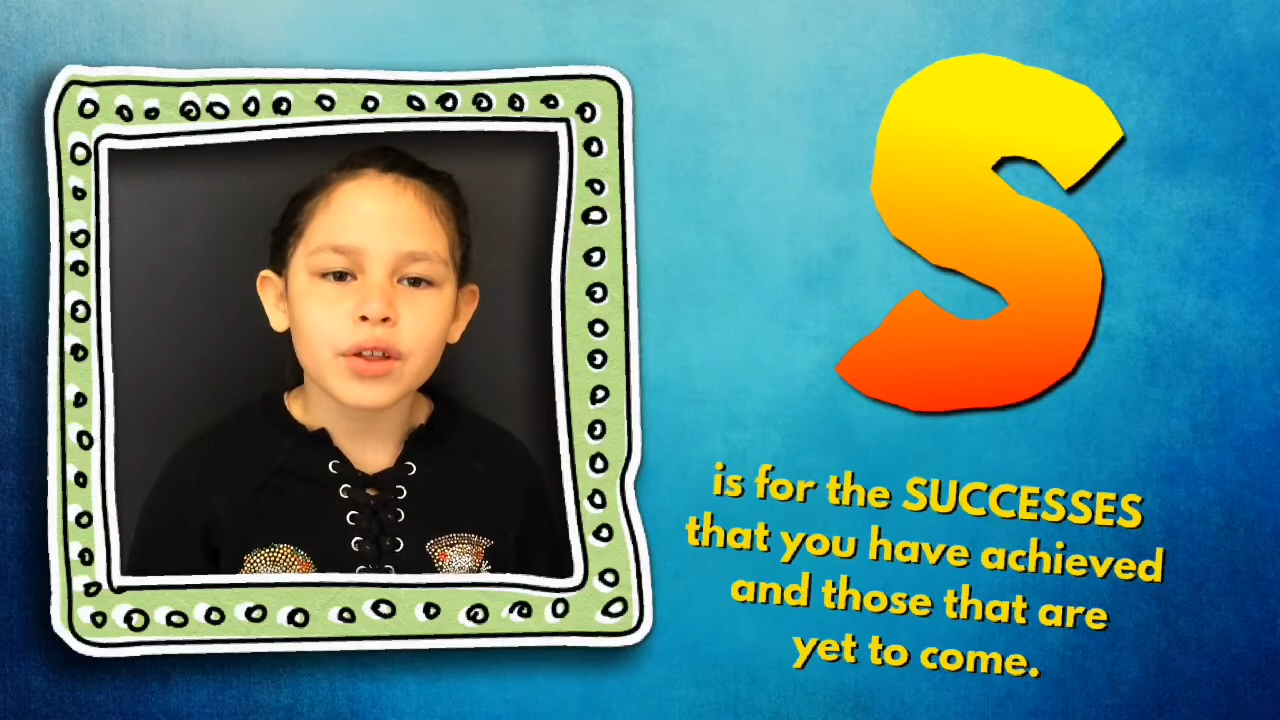 S
is for the SUCCESSES
that you have achieved
and those that are
yet to come.